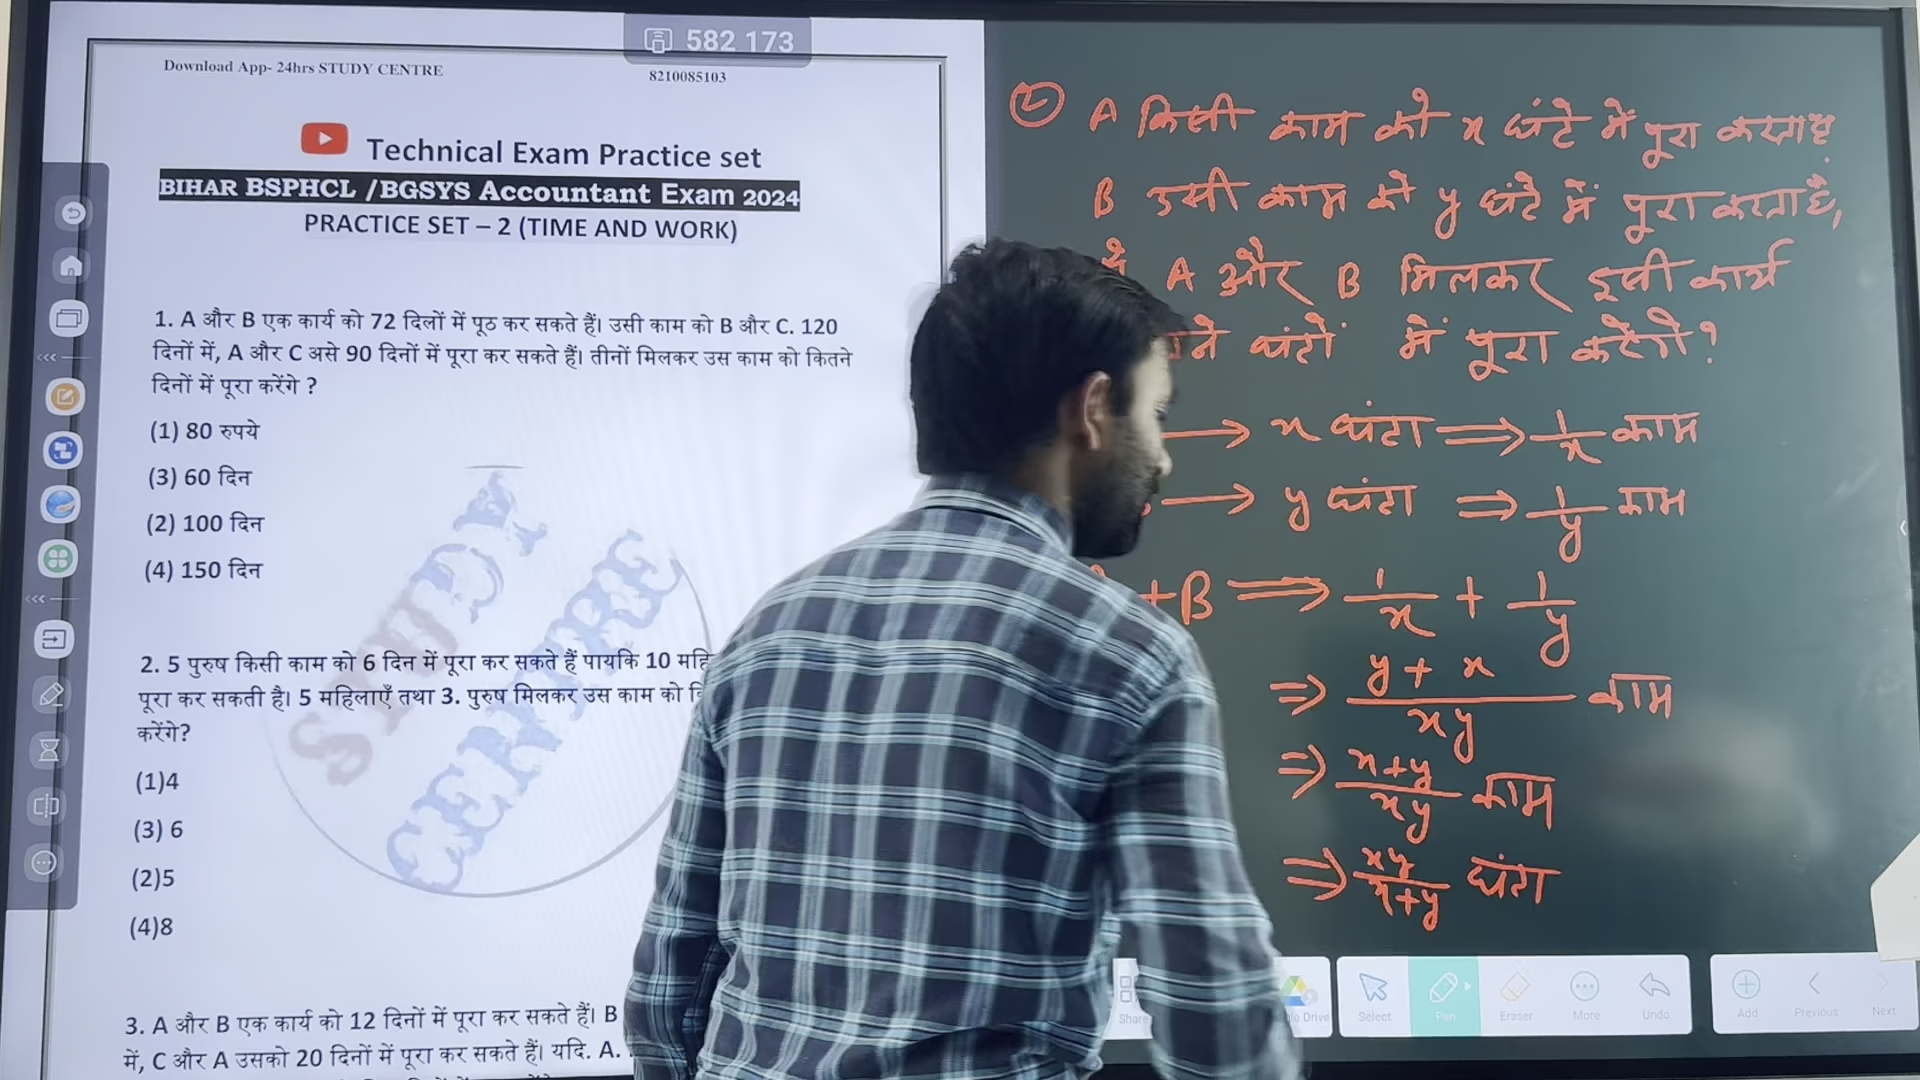 582 173
Download App- 24hrs STUDY CENTRE
8210085103
Technical Exam Practice set
BIHAR BSPHCL /BGSYS Accountant Exam 2024
PRACTICE SET – 2 (TIME AND WORK)
1. A और B एक कार्य को 72 दिलों में पूठ कर सकते हैं। उसी काम को B और C. 120
दिनों में, A और C असे 90 दिनों में पूरा कर सकते हैं। तीनों मिलकर उस काम को कितने
दिनों में पूरा करेंगे ?
(1) 80 रुपये
(3) 60 दिन
(2) 100 दिन
(4) 150 दिन
2. 5 पुरुष किसी काम को 6 दिन में पूरा कर सकते हैं पायकि 10
पूरा कर सकती है। 5 महिलाएँ तथा 3. पुरुष मिलकर उस काम को
करेंगे?
(1)4
(3) 6
(2)5
(4)8
3. A और B एक कार्य को 12 दिनों में पूरा कर सकते हैं। B
में, C और A उसको 20 दिनों में पूरा कर सकते हैं। यदि. A.
STUDY
CENTRE
A किसी काम को x घंटे में पूरा करता है
B उसी काम को y घंटे में पूरा करता है,
A और B मिलकर इसी कार्य
घंटों में पूरा करेंगे?
→ x घंटा ⇒ 1/x काम
→ y घंटा ⇒ 1/y काम
+B ⇒ 1/x + 1/y
⇒ y+x/xy काम
⇒ x+y/xy काम
⇒ xy/x+y घंटा
Share Drive Select Pen Eraser More Undo Add Previous Next